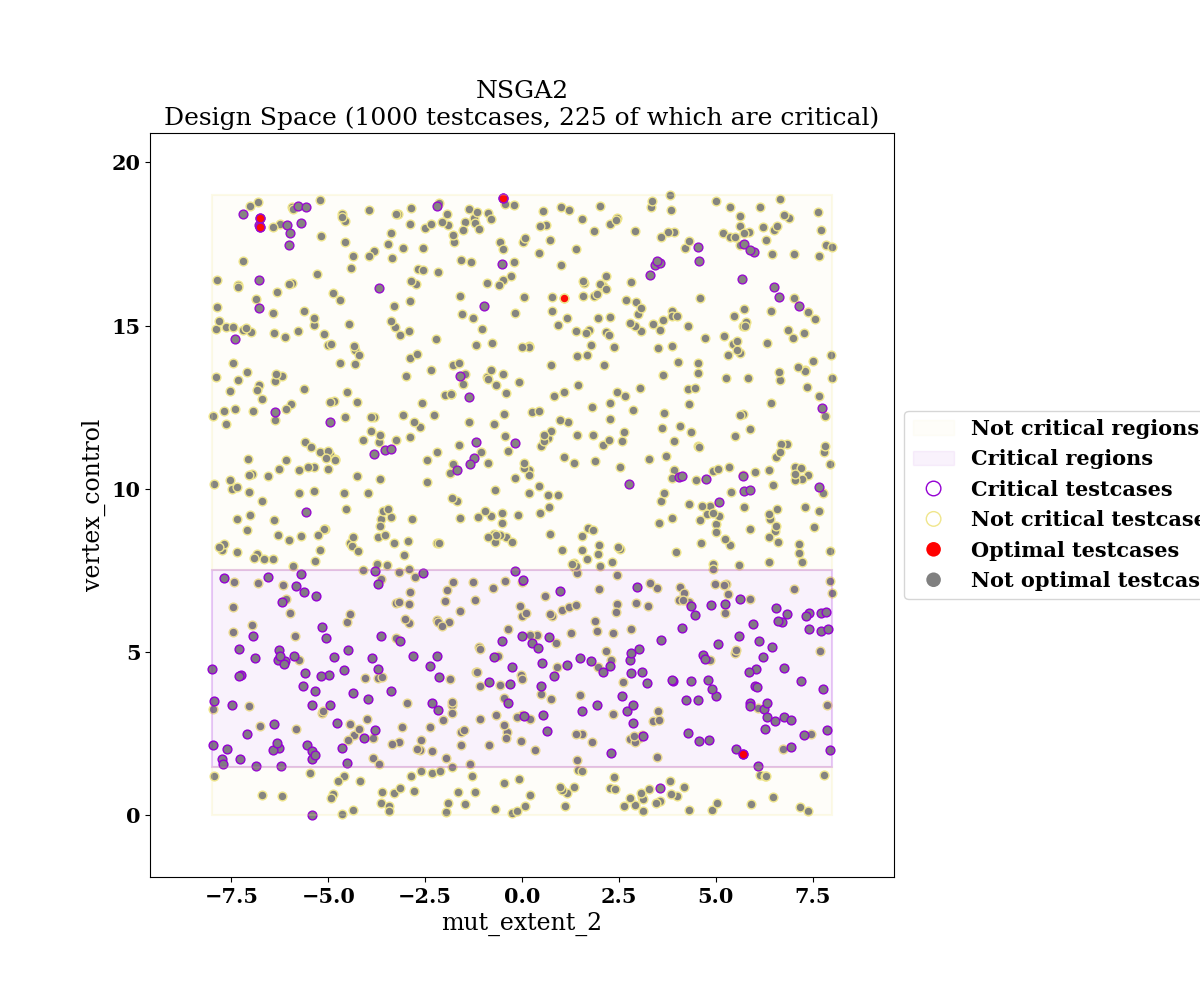 NSGA2
Design Space (1000 testcases, 225 of which are critical)
20
15
10
5
0
vertex_control
−7.5 −5.0 −2.5 0.0 2.5 5.0 7.5
mut_extent_2
Not critical regions
Critical regions
Critical testcases
Not critical testcase
Optimal testcases
Not optimal testcas